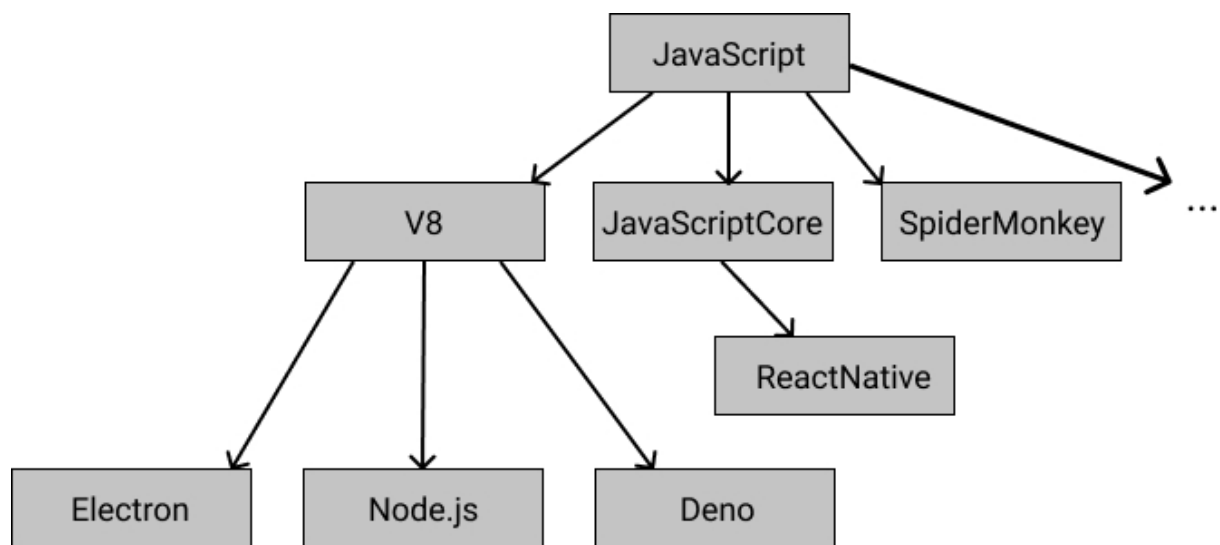 JavaScript
V8
JavaScriptCore
SpiderMonkey
...
ReactNative
Electron
Node.js
Deno